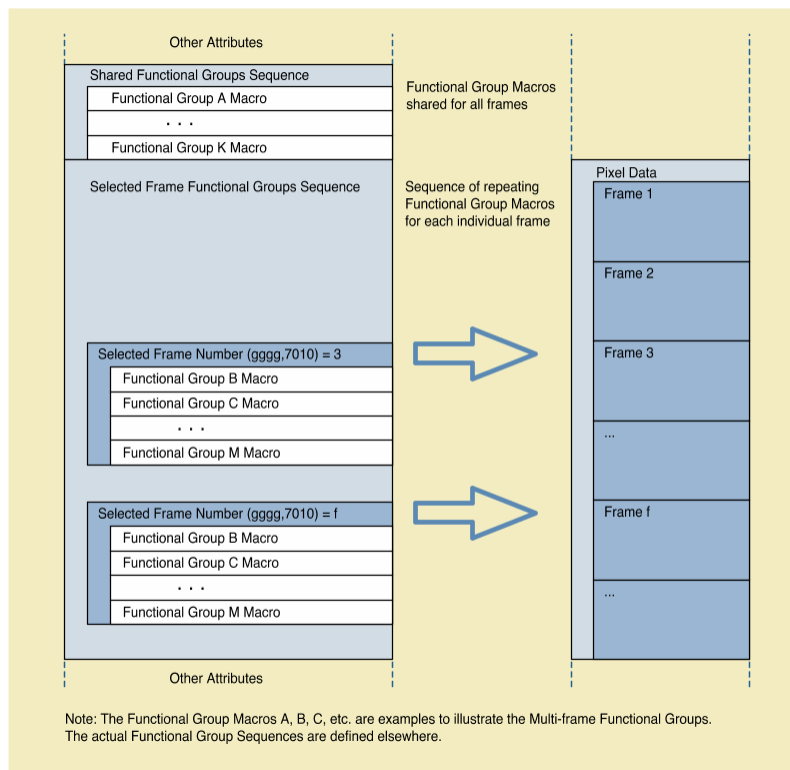 Other Attributes
Shared Functional Groups Sequence
Functional Group A Macro
. . .
Functional Group K Macro
Functional Group Macros
shared for all frames
Selected Frame Functional Groups Sequence
Sequence of repeating
Functional Group Macros
for each individual frame
Selected Frame Number (gggg,7010) = 3
Functional Group B Macro
Functional Group C Macro
. . .
Functional Group M Macro
Selected Frame Number (gggg,7010) = f
Functional Group B Macro
Functional Group C Macro
. . .
Functional Group M Macro
Other Attributes
Pixel Data
Frame 1
Frame 2
Frame 3
...
Frame f
...
Note: The Functional Group Macros A, B, C, etc. are examples to illustrate the Multi-frame Functional Groups.
The actual Functional Group Sequences are defined elsewhere.